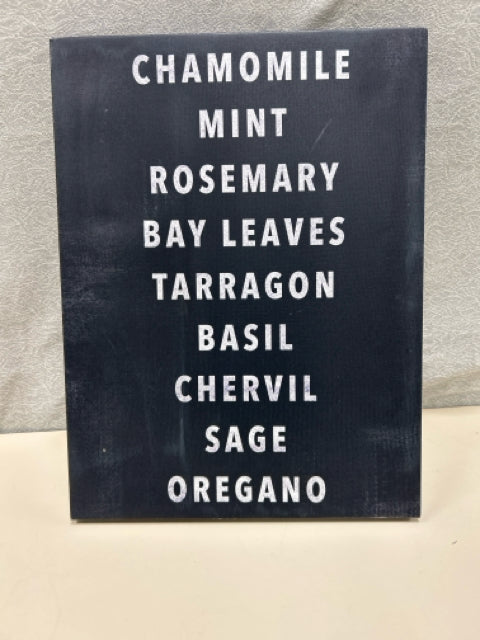 CHAMOMILE
MINT
ROSEMARY
BAY LEAVES
TARRAGON
BASIL
CHERVIL
SAGE
OREGANO